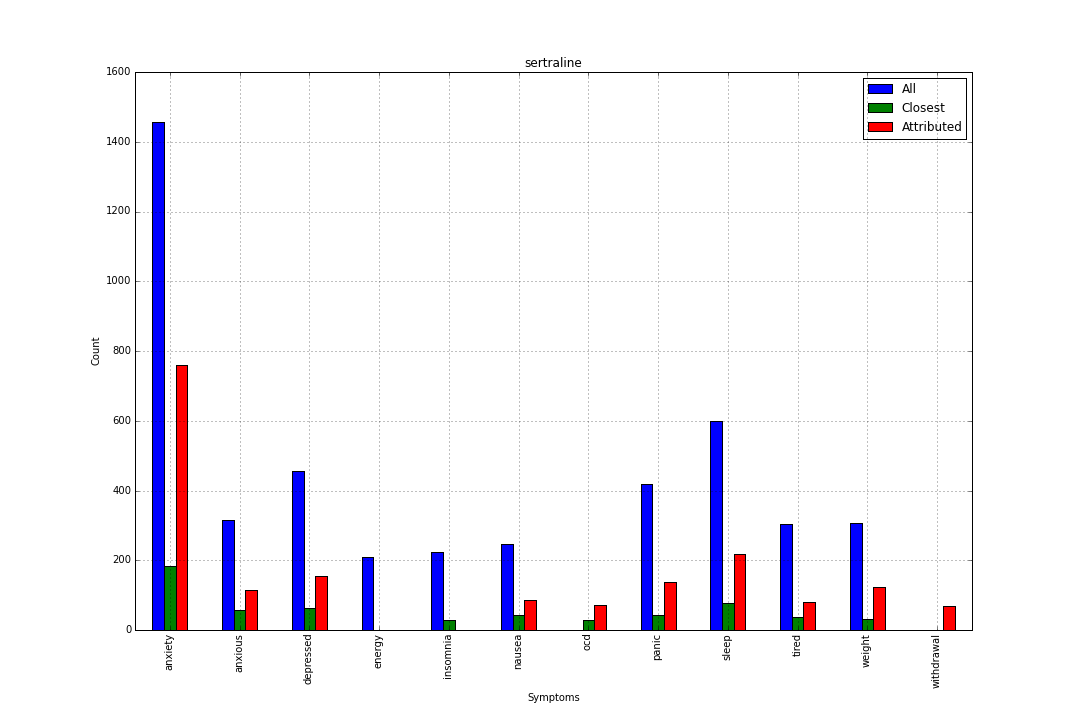 sertraline
All
Closest
Attributed
1600
1400
1200
1000
800
600
400
200
0
Count
anxiety
anxious
depressed
energy
insomnia
nausea
ocd
panic
sleep
tired
weight
withdrawal
Symptoms